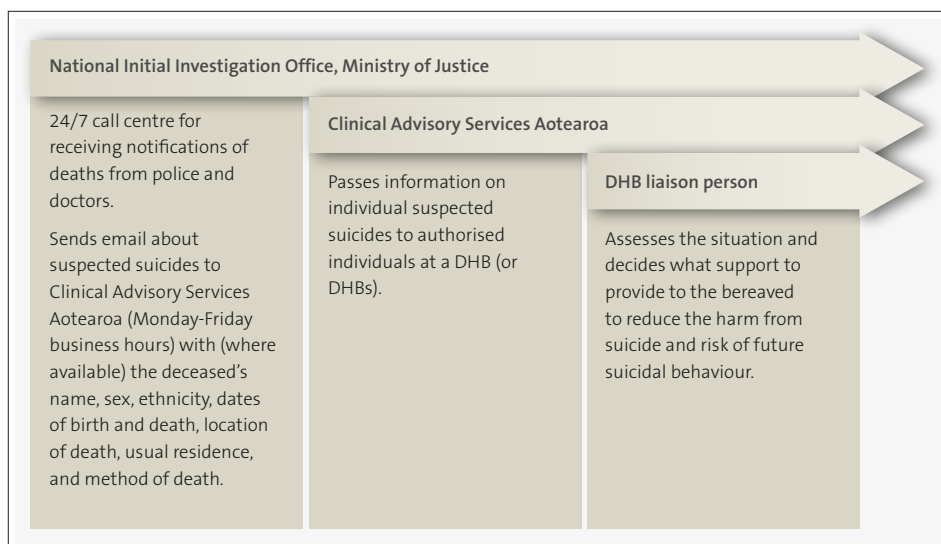 National Initial Investigation Office, Ministry of Justice
24/7 call centre for
receiving notifications of
deaths from police and
doctors.
Sends email about
suspected suicides to
Clinical Advisory Services
Aotearoa (Monday-Friday
business hours) with (where
available) the deceased’s
name, sex, ethnicity, dates
of birth and death, location
of death, usual residence,
and method of death.
Clinical Advisory Services Aotearoa
Passes information on
individual suspected
suicides to authorised
individuals at a DHB (or
DHBs).
DHB liaison person
Assesses the situation and
decides what support to
provide to the bereaved
to reduce the harm from
suicide and risk of future
suicidal behaviour.